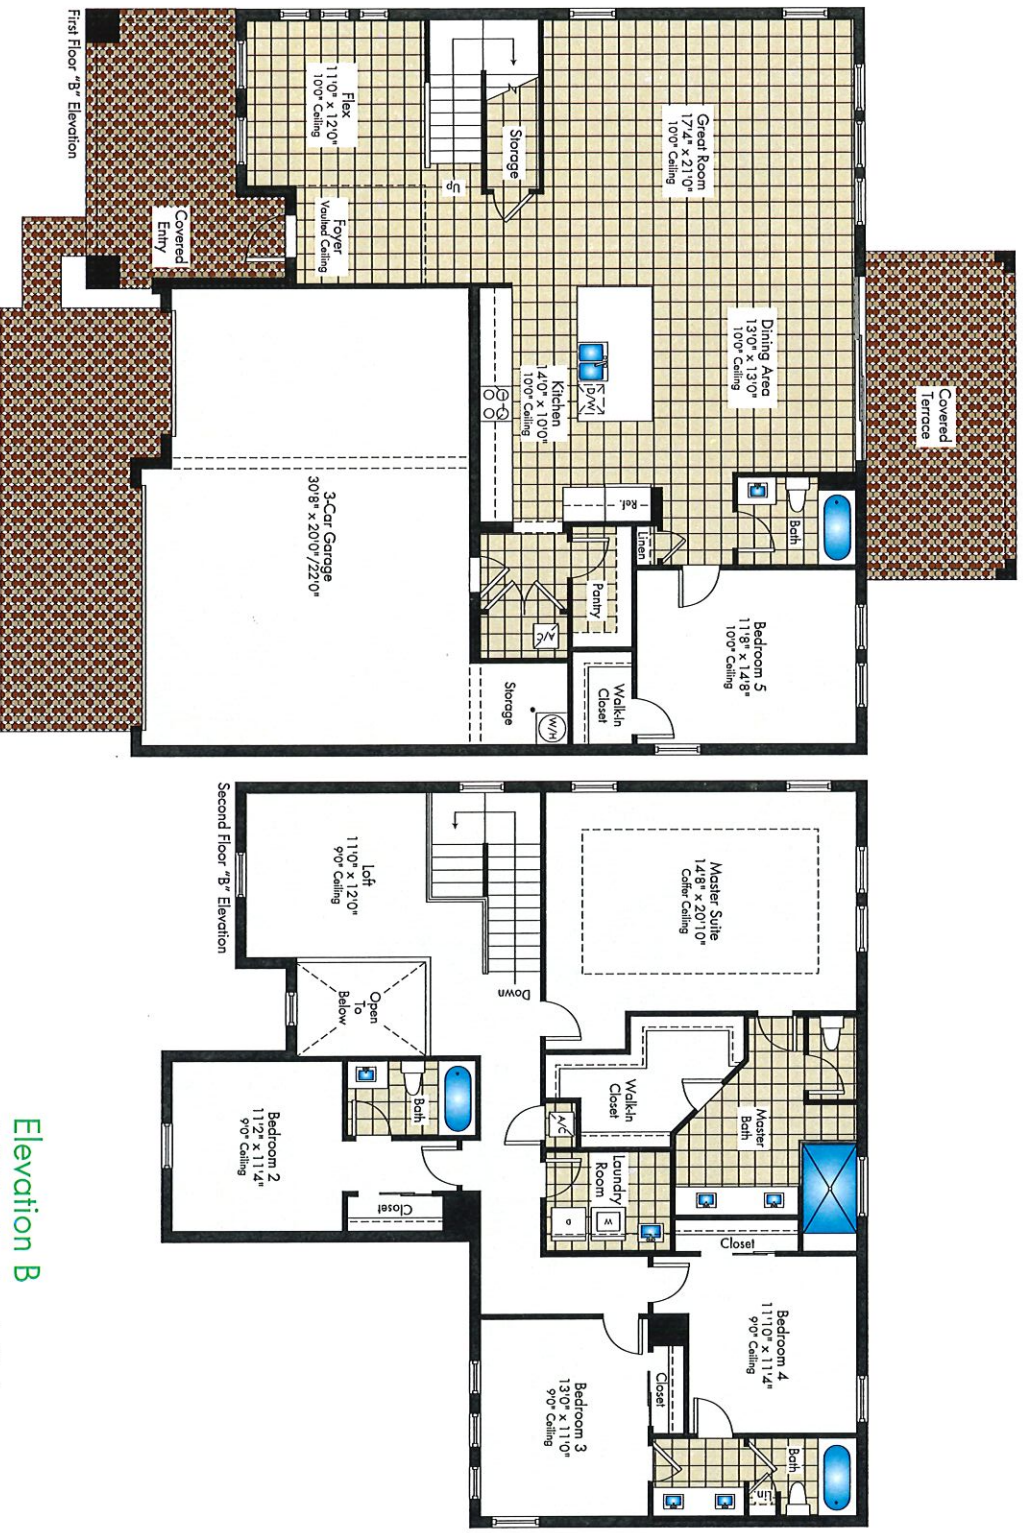 First Floor "B" Elevation
Covered
Terrace
Great Room
17'4" x 21'0"
10'0" Ceiling
Dining Area
13'0" x 13'0"
10'0" Ceiling
Bath
Bedroom 5
11'8" x 14'8"
10'0" Ceiling
Storage
Up
Kitchen
14'0" x 10'0"
10'0" Ceiling
D/W
Ref.
Linen
Pantry
A/C
Walk-In
Closet
Storage
W/H
Flex
11'0" x 12'0"
10'0" Ceiling
Foyer
Vaulted Ceiling
Covered
Entry
3-Car Garage
30'8" x 20'0"/22'0"
Second Floor "B" Elevation
Master Suite
14'8" x 20'10"
Coffer Ceiling
Master
Bath
Walk-In
Closet
A/C
Laundry
Room
D
W
Closet
Bedroom 4
11'10" x 11'4"
9'0" Ceiling
Bath
Lin
Closet
Bedroom 3
13'0" x 11'0"
9'0" Ceiling
Down
Loft
11'0" x 12'0"
9'0" Ceiling
Open
To
Below
Bath
Bedroom 2
11'2" x 11'4"
9'0" Ceiling
Closet
Elevation B